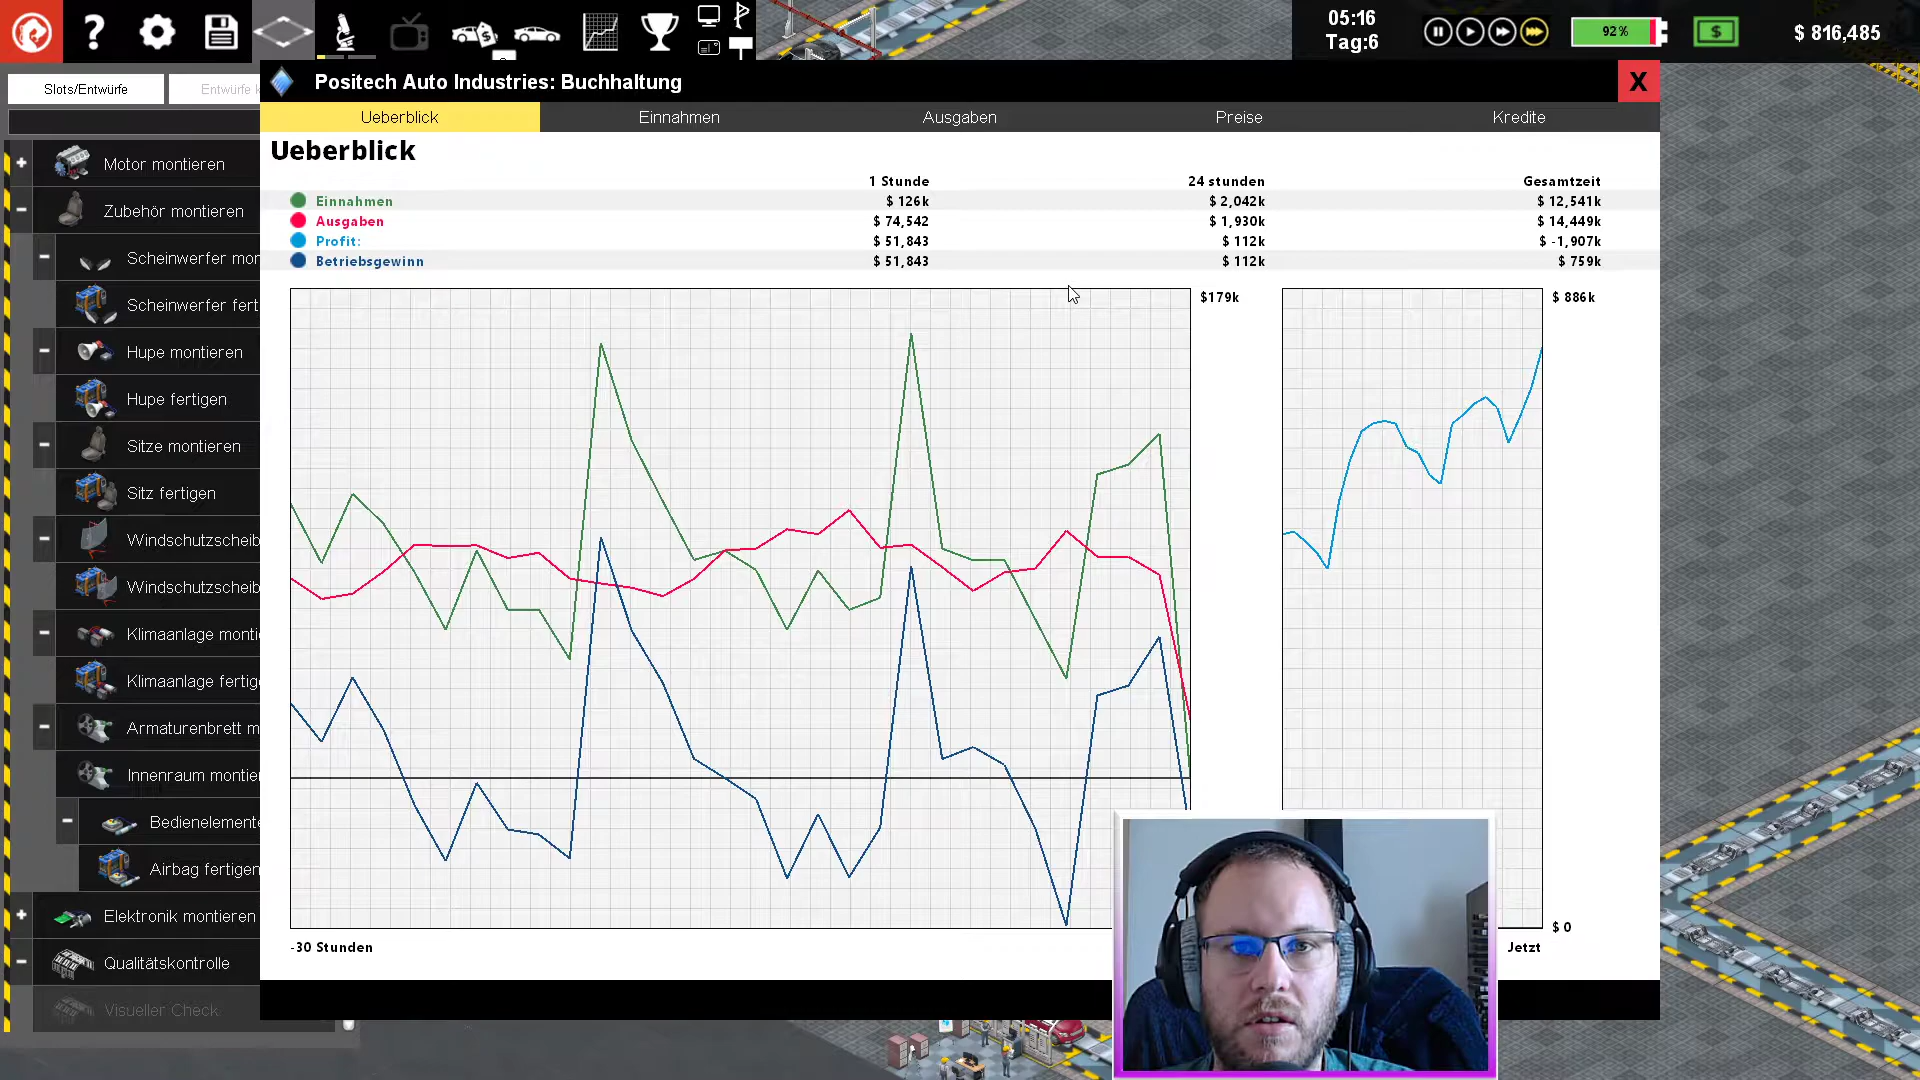 05:16
Tag:6
92%
$ 816,485
Positech Auto Industries: Buchhaltung
X
Slots/Entwürfe
Entwürfe
Ueberblick
Einnahmen
Ausgaben
Preise
Kredite
Ueberblick
1 Stunde
24 stunden
Gesamtzeit
Einnahmen
$ 126k
$ 2,042k
$ 12,541k
Ausgaben
$ 74,542
$ 1,930k
$ 14,449k
Profit:
$ 51,843
$ 112k
$ -1,907k
Betriebsgewinn
$ 51,843
$ 112k
$ 759k
$179k
$ 886k
$ 0
-30 Stunden
Jetzt
Motor montieren
Zubehör montieren
Scheinwerfer mon
Scheinwerfer fert
Hupe montieren
Hupe fertigen
Sitze montieren
Sitz fertigen
Windschutzscheib
Windschutzscheib
Klimaanlage monti
Klimaanlage fertig
Armaturenbrett m
Innenraum montie
Bedienelemente
Airbag fertigen
Elektronik montieren
Qualitätskontrolle
Visueller Check